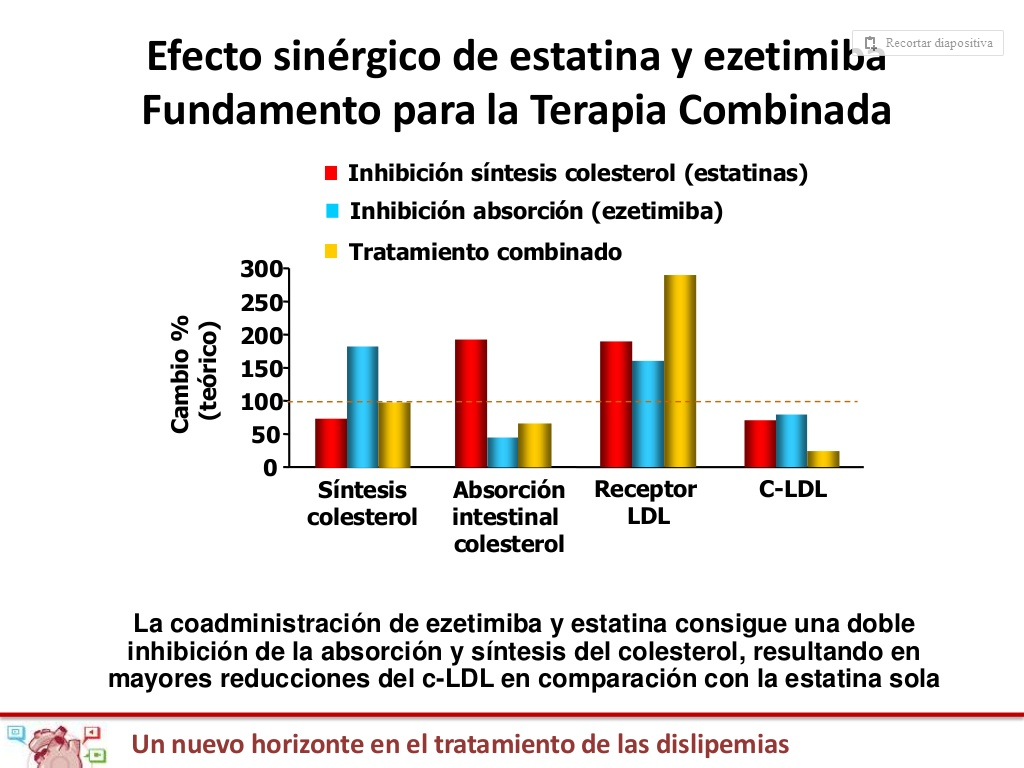 Recortar diapositiva
Efecto sinérgico de estatina y ezetimiba
Fundamento para la Terapia Combinada
Inhibición síntesis colesterol (estatinas)
Inhibición absorción (ezetimiba)
Tratamiento combinado
Cambio %
(teórico)
300
250
200
150
100
50
0
Síntesis
colesterol
Absorción
intestinal
colesterol
Receptor
LDL
C-LDL
La coadministración de ezetimiba y estatina consigue una doble
inhibición de la absorción y síntesis del colesterol, resultando en
mayores reducciones del c-LDL en comparación con la estatina sola
Un nuevo horizonte en el tratamiento de las dislipemias